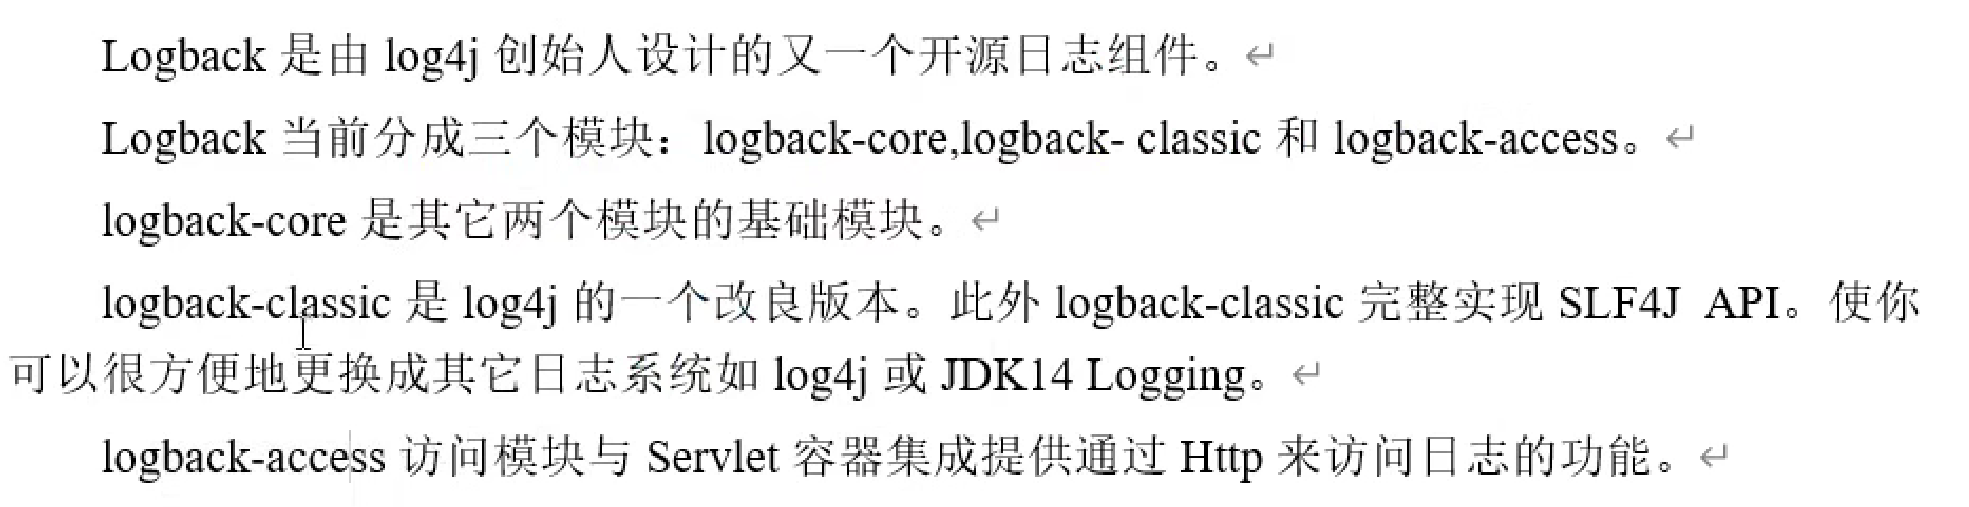 Logback 是由 log4j 创始人设计的又一个开源日志组件。
Logback 当前分成三个模块：logback-core,logback- classic 和 logback-access。
logback-core 是其它两个模块的基础模块。
logback-classic 是 log4j 的一个改良版本。此外 logback-classic 完整实现 SLF4J API。使你
可以很方便地更换成其它日志系统如 log4j 或 JDK14 Logging。
logback-access 访问模块与 Servlet 容器集成提供通过 Http 来访问日志的功能。